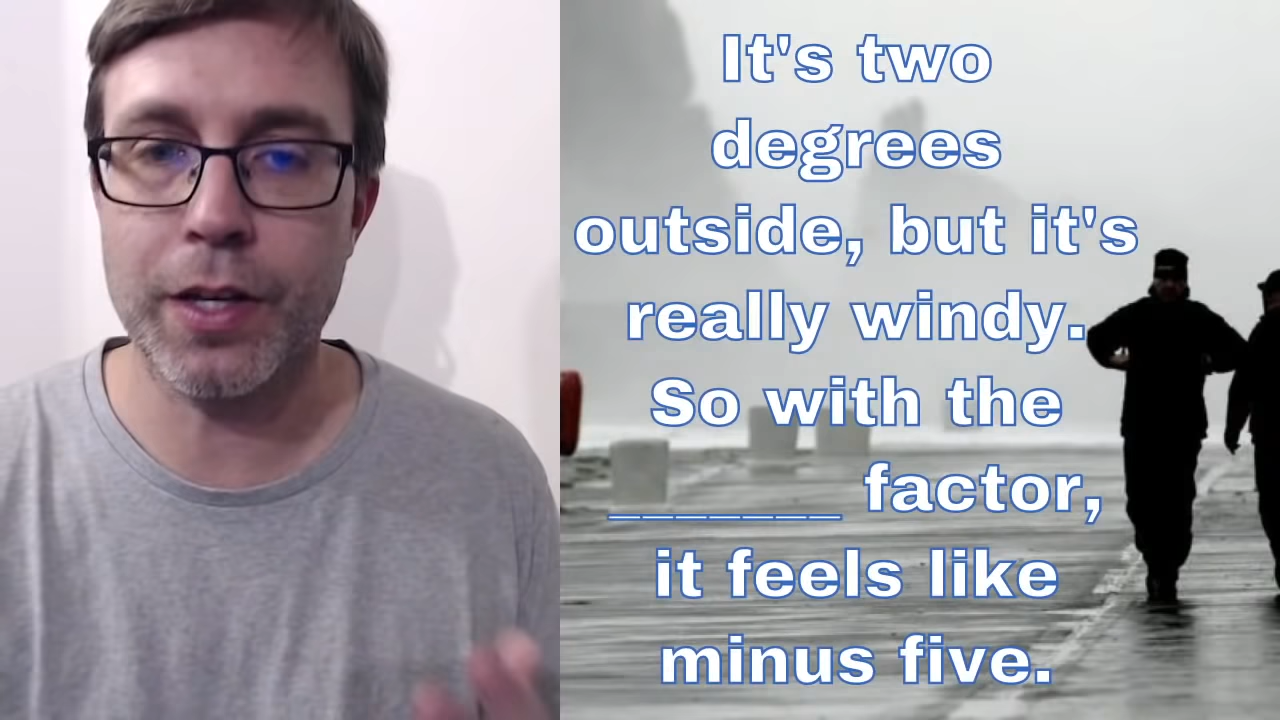 It's two
degrees
outside, but it's
really windy.
So with the
_______ factor,
it feels like
minus five.